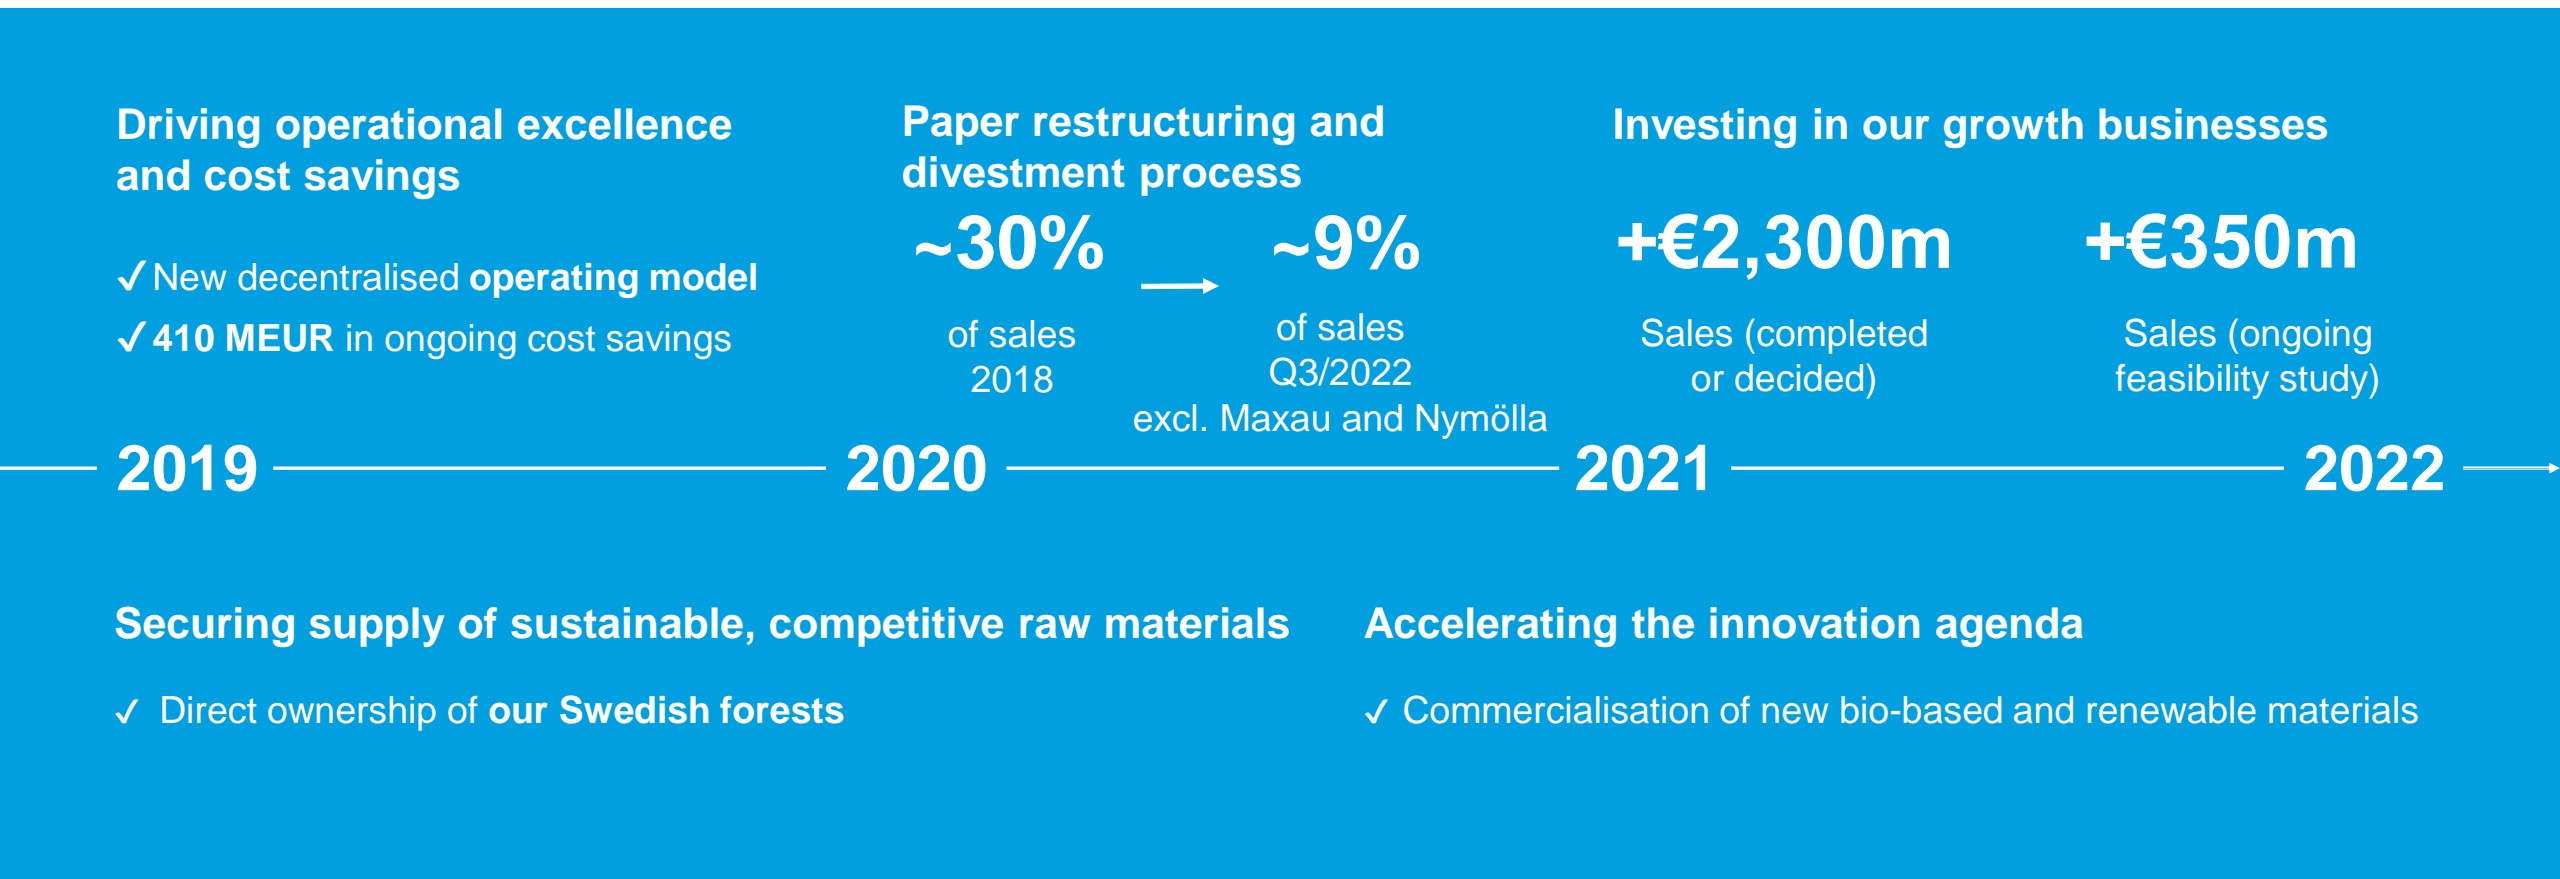 Driving operational excellence
and cost savings
✓ New decentralised operating model
✓ 410 MEUR in ongoing cost savings
Paper restructuring and
divestment process
~30%
of sales
2018
~9%
of sales
Q3/2022
excl. Maxau and Nymölla
Investing in our growth businesses
+€2,300m
Sales (completed
or decided)
+€350m
Sales (ongoing
feasibility study)
2019
2020
2021
2022
Securing supply of sustainable, competitive raw materials
✓ Direct ownership of our Swedish forests
Accelerating the innovation agenda
✓ Commercialisation of new bio-based and renewable materials